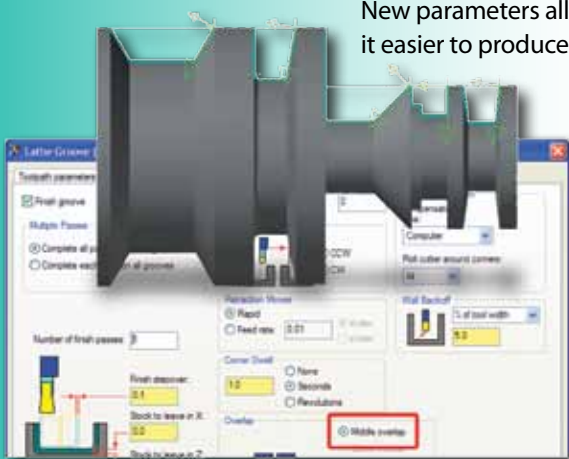 New parameters all
it easier to produce
Lathe Groove
Toolpath parameters
Finish groove
Multiple Passes
Complete all
Complete each all grooves
CCW
CW
Computer
Roll cutter around corners
All
Retraction Moves
Rapid
Feed rate 0.01
Wall Backoff
% of tool width
5.0
Number of finish passes
Finish stepover:
0.1
Stock to leave in X:
0.0
Stock to leave in Z:
Corner Dwell
1.0
None
Seconds
Revolutions
Overlap
Middle overlap